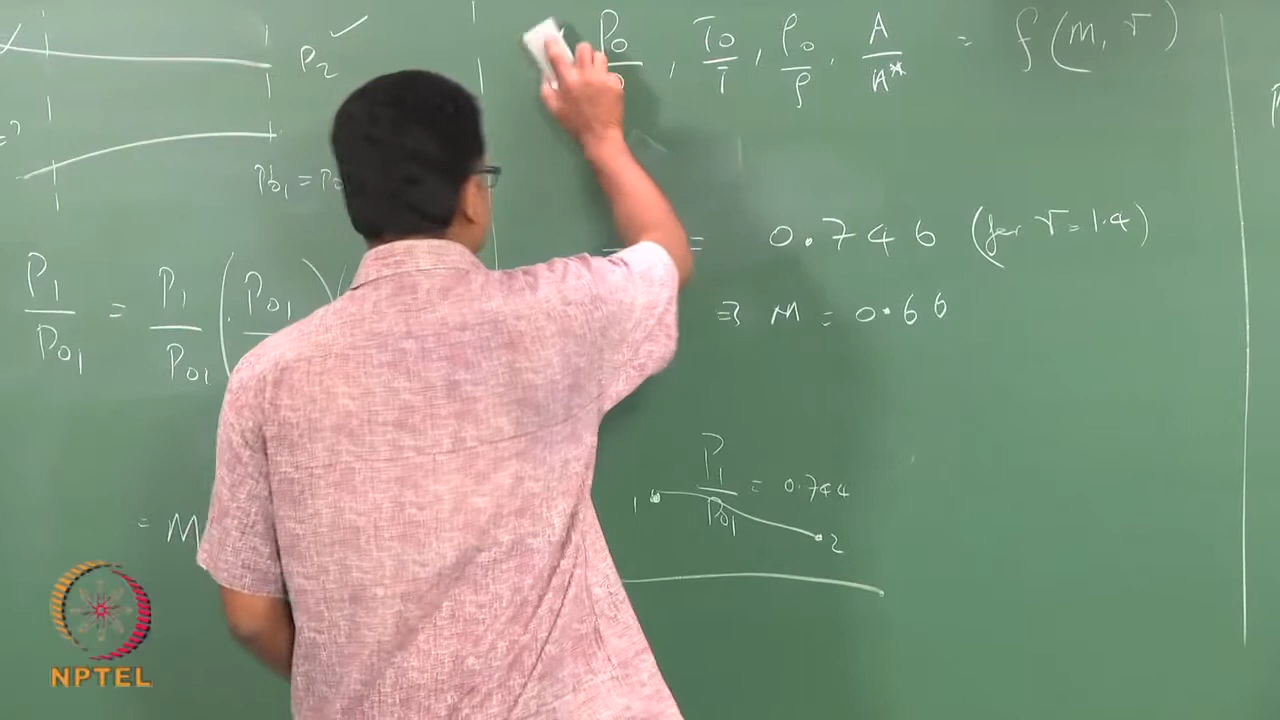 P₂ ✓
P₀/ρ, T₀/T, ρ₀/ρ, A/A* = f(M, γ)
=?
P₀₁ = P₀
= 0.746 (for γ = 1.4)
⇒ M = 0.66
P₁/P₀₁ = P₁/P₀₁ (P₀₁
P₁/P₀₁ = 0.744
1
2
= M
NPTEL